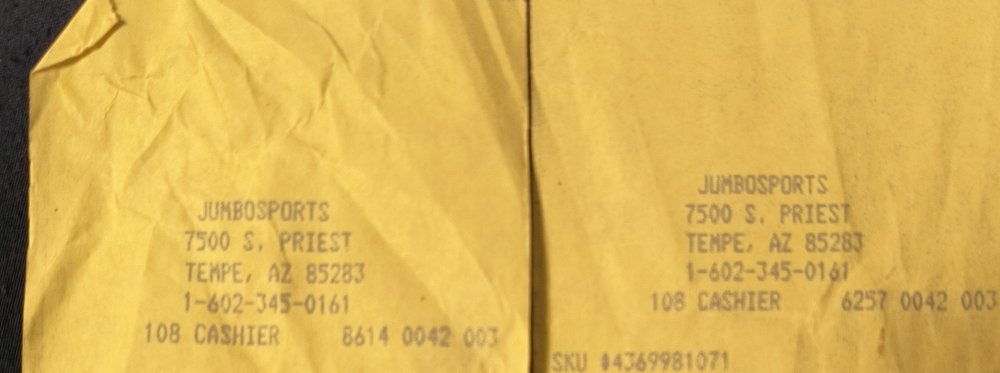 JUMBOSPORTS
7500 S. PRIEST
TEMPE, AZ 85283
1-602-345-0161
108 CASHIER 8614 0042 003
JUMBOSPORTS
7500 S. PRIEST
TEMPE, AZ 85283
1-602-345-0161
108 CASHIER 6257 0042 003
SKU #4369981071